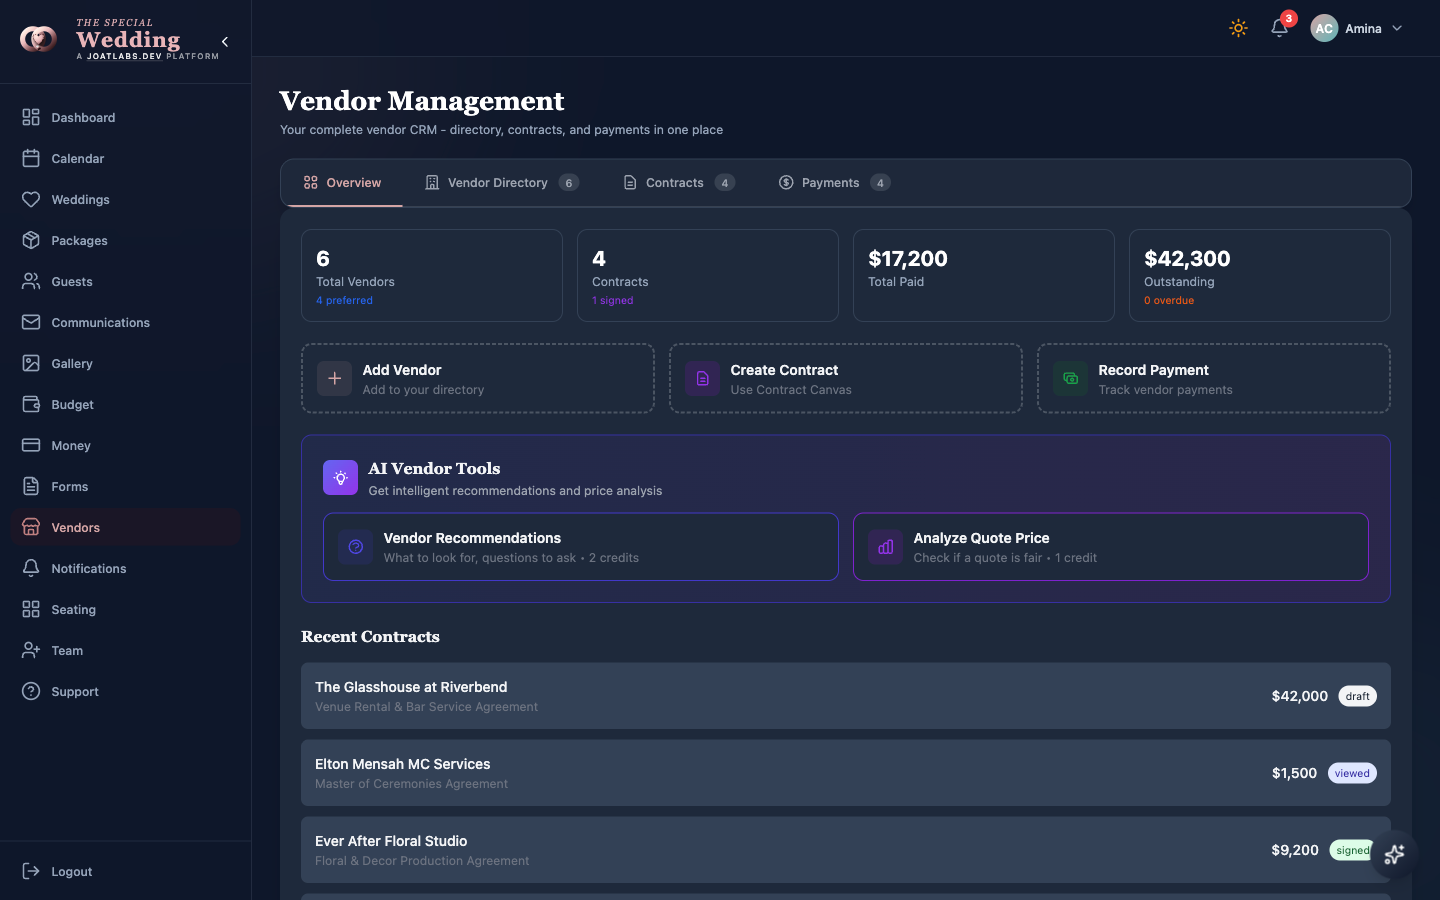 THE SPECIAL
Wedding
A JOATLABS.DEV PLATFORM
3
AC
Amina
Dashboard
Calendar
Weddings
Packages
Guests
Communications
Gallery
Budget
Money
Forms
Vendors
Notifications
Seating
Team
Support
Logout
Vendor Management
Your complete vendor CRM - directory, contracts, and payments in one place
Overview
Vendor Directory 6
Contracts 4
Payments 4
6
Total Vendors
4 preferred
4
Contracts
1 signed
$17,200
Total Paid
$42,300
Outstanding
0 overdue
Add Vendor
Add to your directory
Create Contract
Use Contract Canvas
Record Payment
Track vendor payments
AI Vendor Tools
Get intelligent recommendations and price analysis
Vendor Recommendations
What to look for, questions to ask • 2 credits
Analyze Quote Price
Check if a quote is fair • 1 credit
Recent Contracts
The Glasshouse at Riverbend
Venue Rental & Bar Service Agreement
$42,000 draft
Elton Mensah MC Services
Master of Ceremonies Agreement
$1,500 viewed
Ever After Floral Studio
Floral & Decor Production Agreement
$9,200 signed